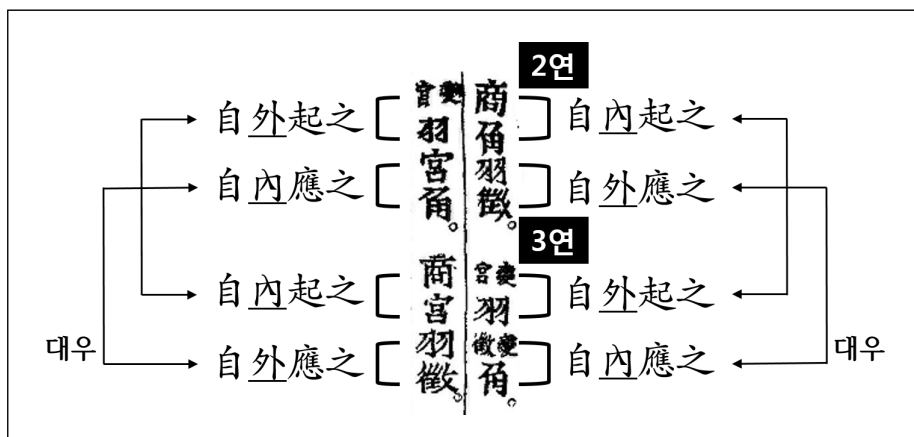 2연
自外起之
自內應之
商角羽徵。
變宮羽宮角。
自內起之
自外應之
3연
自內起之
自外應之
變宮羽變徵角。
商宮羽徵。
自外起之
自內應之
대우
대우